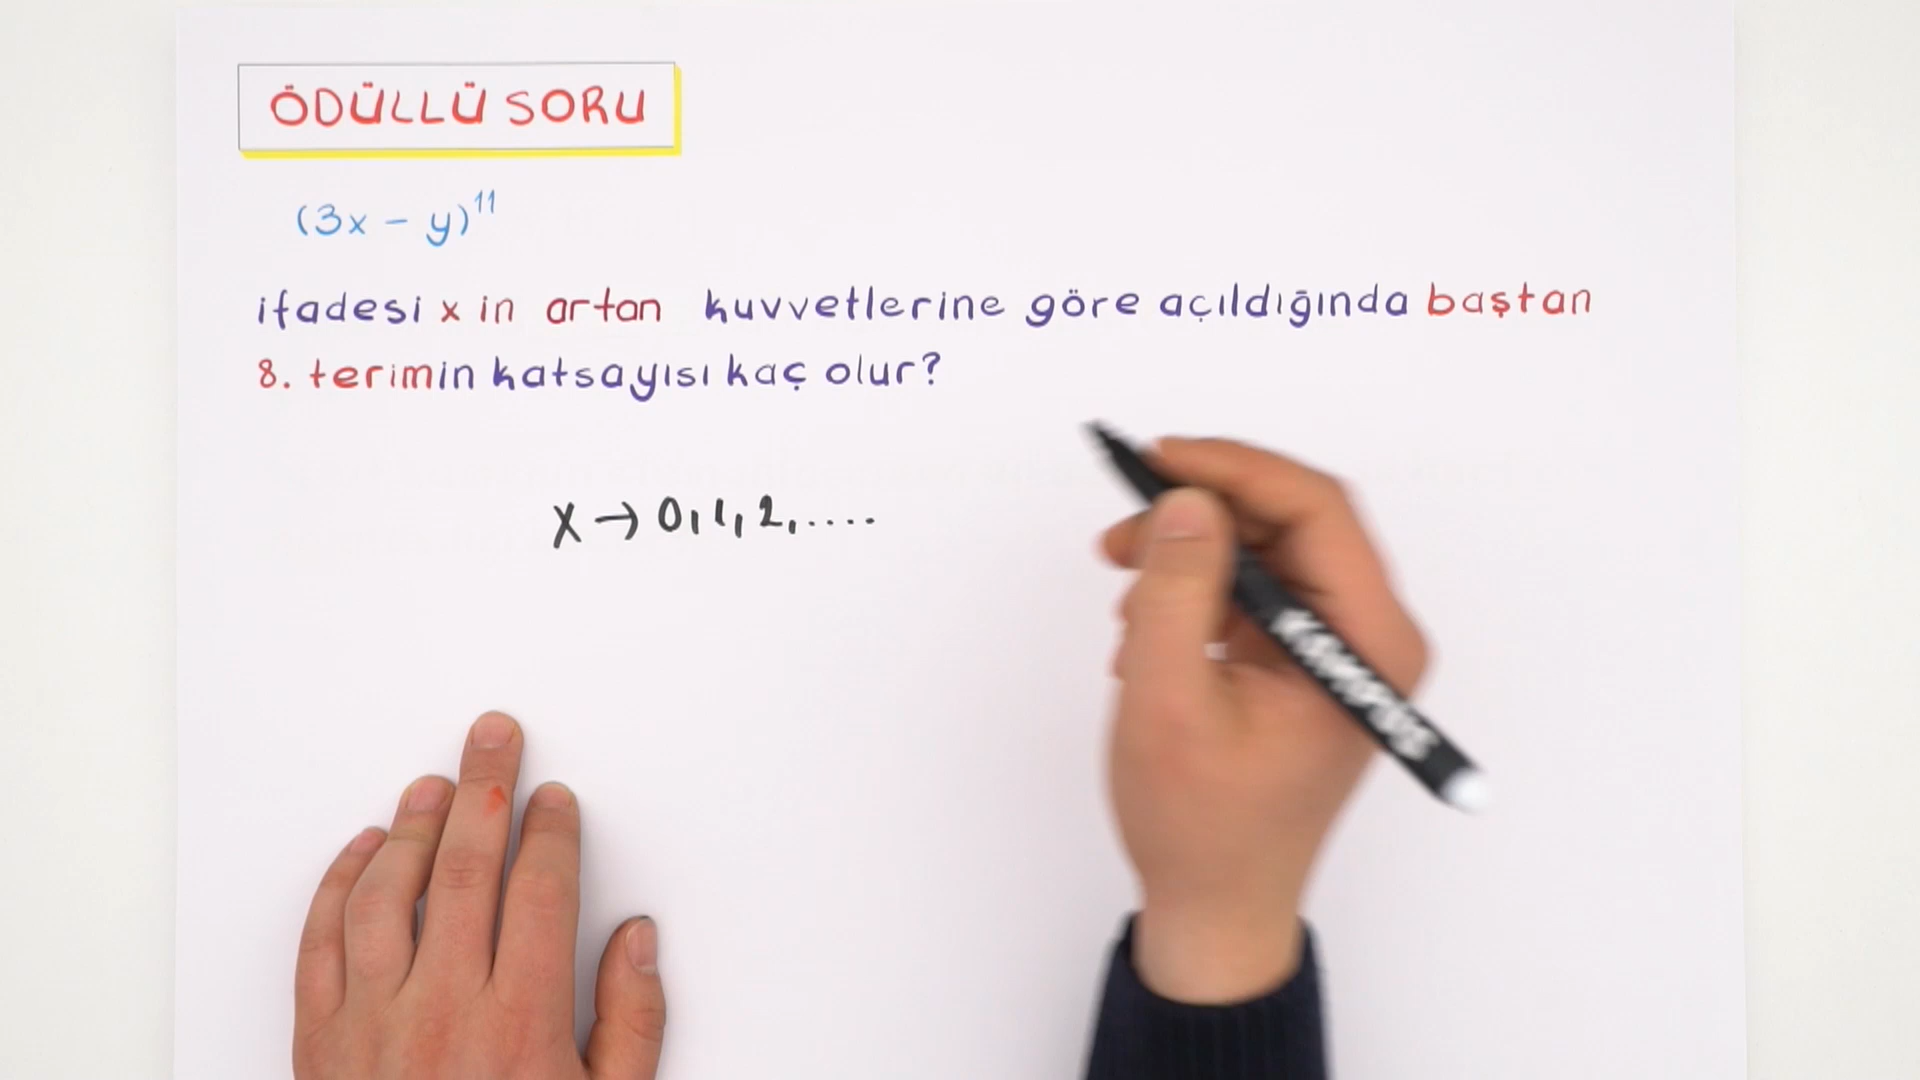 ÖDÜLLÜ SORU
(3x - y)¹¹
ifadesi x in artan kuvvetlerine göre açıldığında baştan
8. terimin katsayısı kaç olur?
X → 0, 1, 2, ....